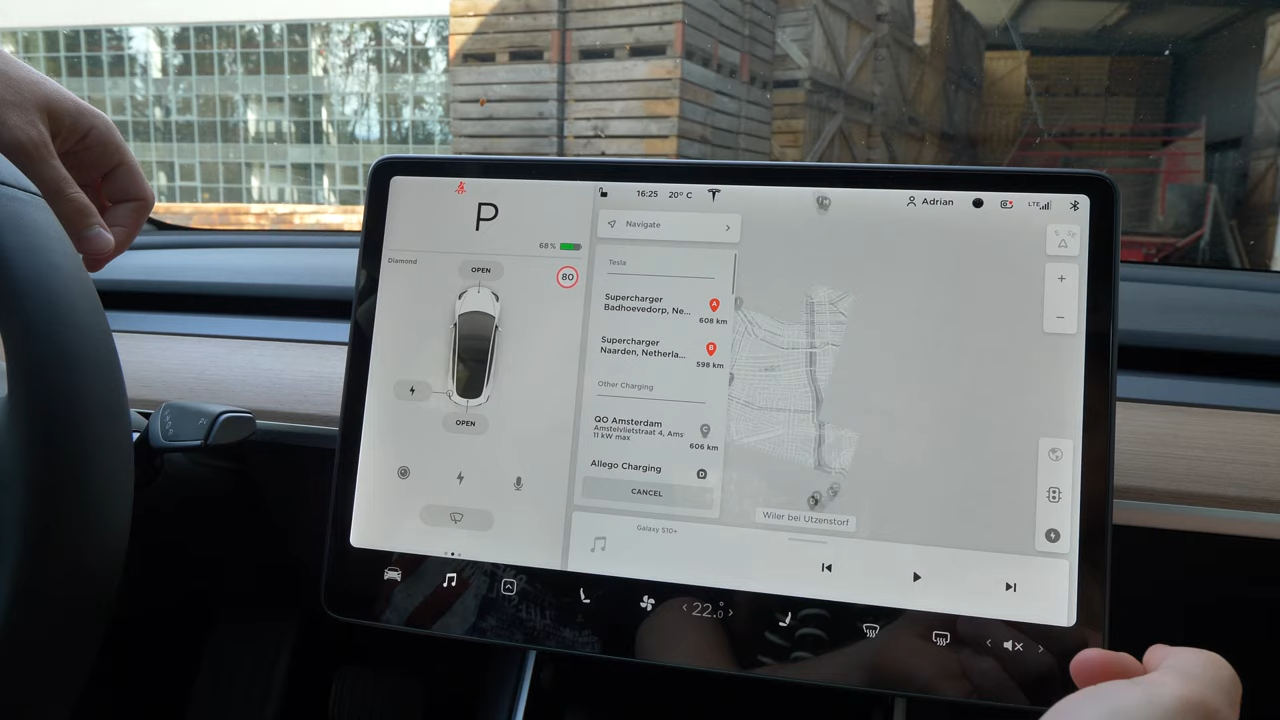 P
68 %
Diamond
OPEN
80
OPEN
16:25 20° C
Adrian
LTE
Navigate
Tesla
Supercharger
Badhoevedorp, Ne...
A
608 km
Supercharger
Naarden, Netherla...
B
598 km
Other Charging
QO Amsterdam
Amstelvlietstraat 4, Ams
11 kW max
C
606 km
Allego Charging
D
CANCEL
Wiler bei Utzenstorf
Galaxy S10+
22.0